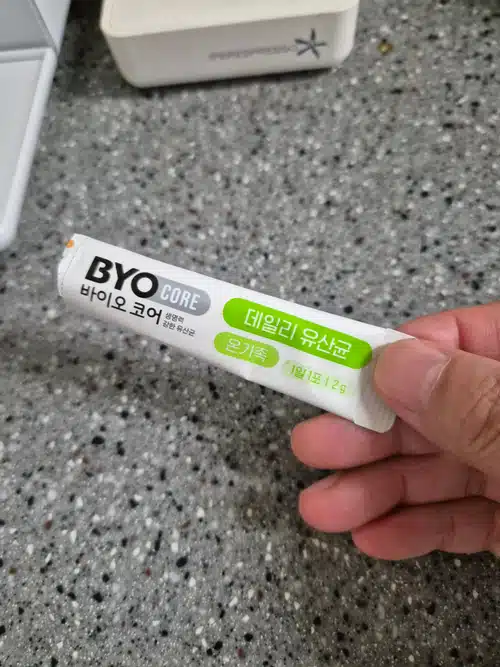 BYO CORE
바이오 코어
생명력
강한 유산균
데일리 유산균
온가족
1일 1포 | 2g